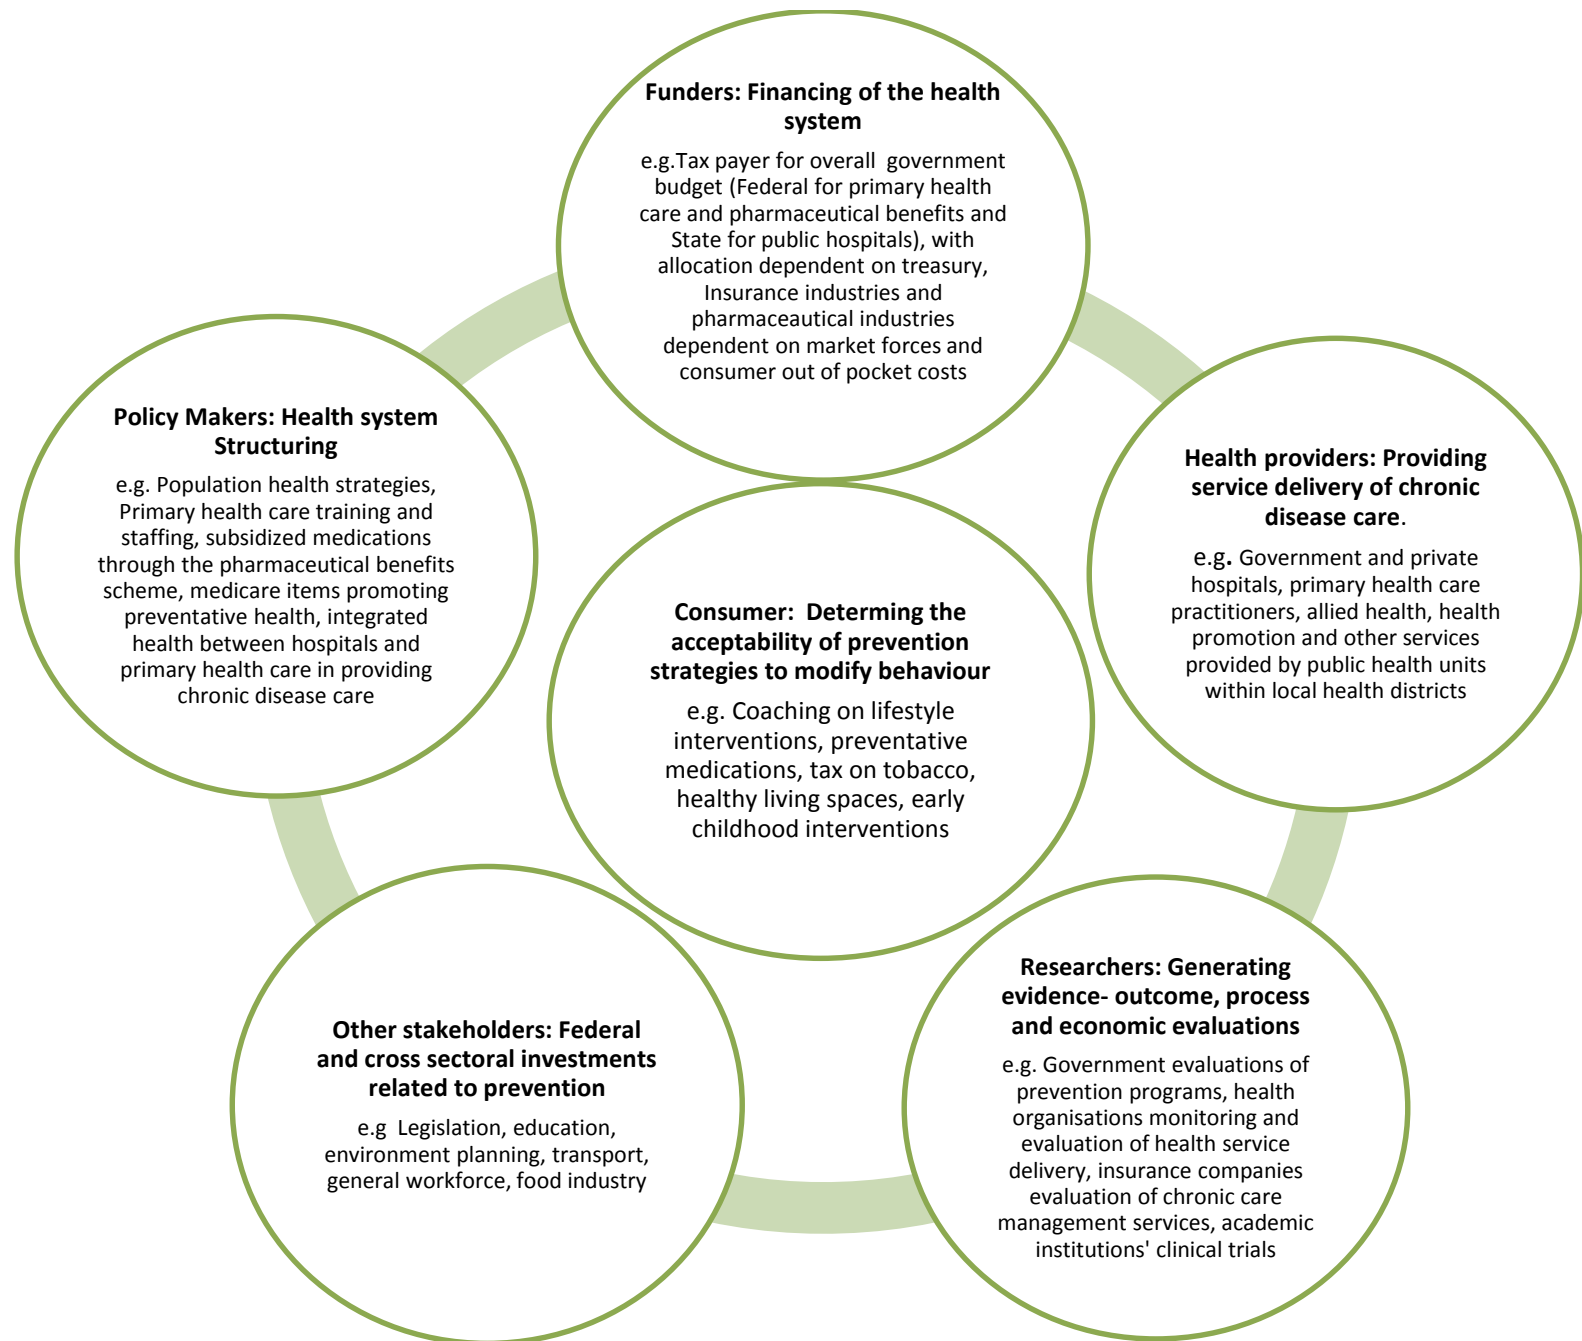 Funders: Financing of the health
system
e.g.Tax payer for overall  government
budget (Federal for primary health
care and pharmaceutical benefits and
State for public hospitals), with
allocation dependent on treasury,
Insurance industries and
pharmaceautical industries
dependent on market forces and
consumer out of pocket costs
Policy Makers: Health system
Structuring
e.g. Population health strategies,
Primary health care training and
staffing, subsidized medications
through the pharmaceutical benefits
scheme, medicare items promoting
preventative health, integrated
health between hospitals and
primary health care in providing
chronic disease care
Health providers: Providing
service delivery of chronic
disease care.
e.g. Government and private
hospitals, primary health care
practitioners, allied health, health
promotion and other services
provided by public health units
within local health districts
Consumer:  Determing the
acceptability of prevention
strategies to modify behaviour
e.g. Coaching on lifestyle
interventions, preventative
medications, tax on tobacco,
healthy living spaces, early
childhood interventions
Other stakeholders: Federal
and cross sectoral investments
related to prevention
e.g  Legislation, education,
environment planning, transport,
general workforce, food industry
Researchers: Generating
evidence- outcome, process
and economic evaluations
e.g. Government evaluations of
prevention programs, health
organisations monitoring and
evaluation of health service
delivery, insurance companies
evaluation of chronic care
management services, academic
institutions' clinical trials